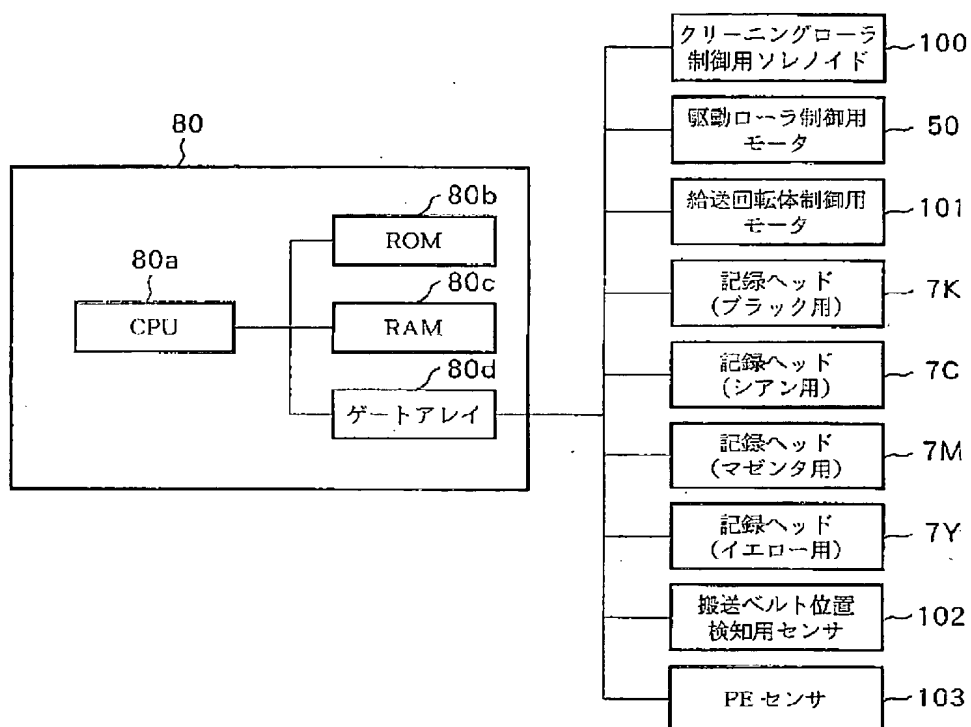 80
80a
CPU
80b
ROM
80c
RAM
80d
ゲートアレイ
クリーニングローラ
制御用ソレノイド
100
駆動ローラ制御用
モータ
50
給送回転体制御用
モータ
101
記録ヘッド
(ブラック用)
7K
記録ヘッド
(シアン用)
7C
記録ヘッド
(マゼンタ用)
7M
記録ヘッド
(イエロー用)
7Y
搬送ベルト位置
検知用センサ
102
PEセンサ
103